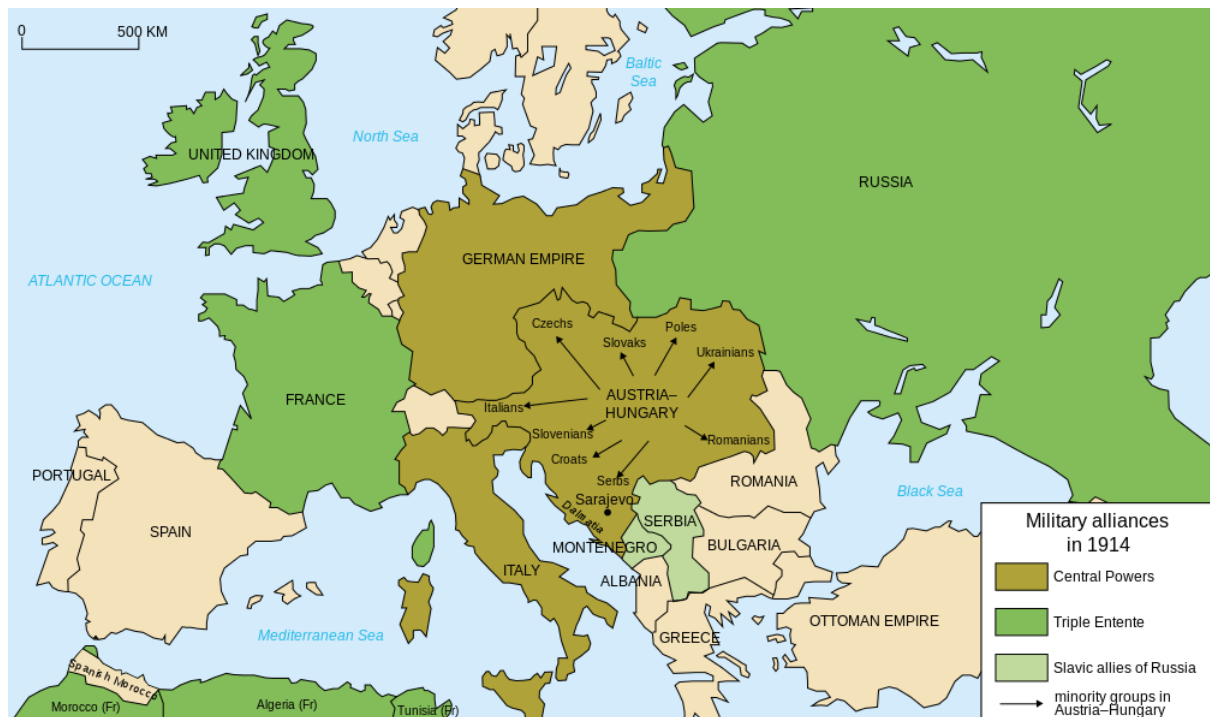 0 500 KM
Baltic
Sea
North Sea
UNITED KINGDOM
RUSSIA
ATLANTIC OCEAN
GERMAN EMPIRE
Czechs
Slovaks
Poles
Ukrainians
FRANCE
AUSTRIA–
HUNGARY
Italians
Slovenians
Romanians
Croats
PORTUGAL
Serbs
ROMANIA
Black Sea
Sarajevo
Dalmatia
SPAIN
SERBIA
MONTENEGRO
BULGARIA
ITALY
ALBANIA
OTTOMAN EMPIRE
Mediterranean Sea
GREECE
Spanish Morocco
Morocco (Fr)
Algeria (Fr)
Tunisia (Fr)
Military alliances
in 1914
Central Powers
Triple Entente
Slavic allies of Russia
minority groups in
Austria–Hungary